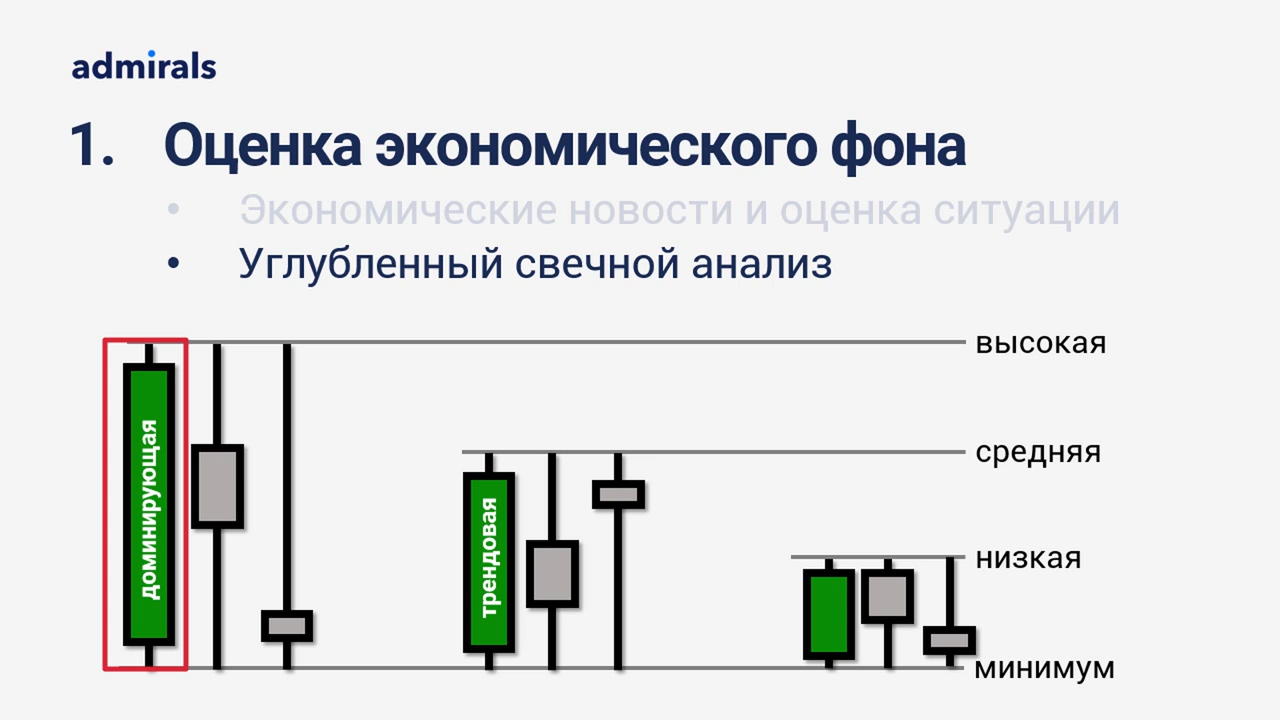 admirals
1. Оценка экономического фона
• Экономические новости и оценка ситуации
• Углубленный свечной анализ
высокая
доминирующая
средняя
трендовая
низкая
минимум